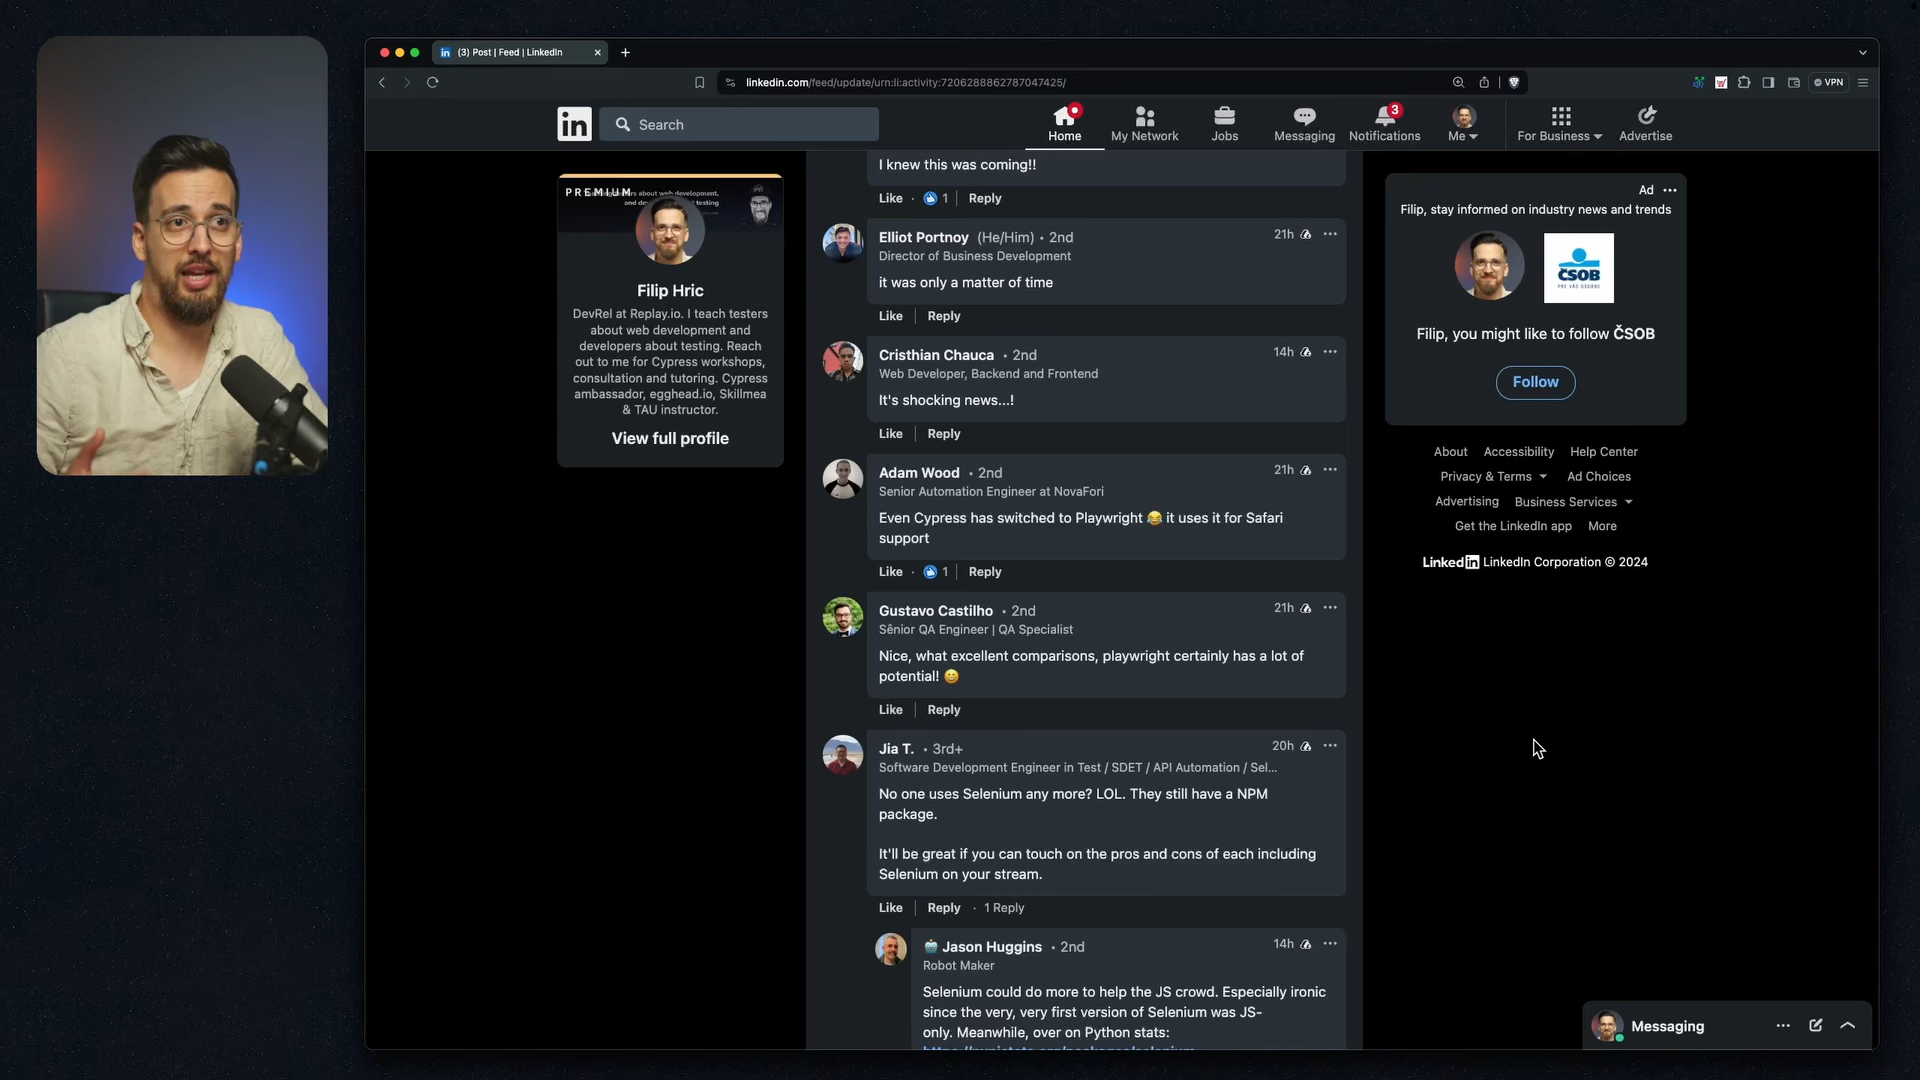 (3) Post | Feed | LinkedIn
linkedin.com/feed/update/urn:li:activity:7206288862787047425/
VPN
in
Search
Home
My Network
Jobs
Messaging
3
Notifications
Me
For Business
Advertise
PREMIUM
about web development,
testing
Filip Hric
DevRel at Replay.io. I teach testers
about web development and
developers about testing. Reach
out to me for Cypress workshops,
consultation and tutoring. Cypress
ambassador, egghead.io, Skillmea
& TAU instructor.
View full profile
I knew this was coming!!
Like · 1 | Reply
Elliot Portnoy (He/Him) • 2nd
21h
Director of Business Development
it was only a matter of time
Like | Reply
Cristhian Chauca • 2nd
14h
Web Developer, Backend and Frontend
It's shocking news...!
Like | Reply
Adam Wood • 2nd
21h
Senior Automation Engineer at NovaFori
Even Cypress has switched to Playwright 😂 it uses it for Safari
support
Like · 1 | Reply
Gustavo Castilho • 2nd
21h
Sênior QA Engineer | QA Specialist
Nice, what excellent comparisons, playwright certainly has a lot of
potential! 😀
Like | Reply
Jia T. • 3rd+
20h
Software Development Engineer in Test / SDET / API Automation / Sel...
No one uses Selenium any more? LOL. They still have a NPM
package.
It'll be great if you can touch on the pros and cons of each including
Selenium on your stream.
Like | Reply · 1 Reply
🤖 Jason Huggins • 2nd
14h
Robot Maker
Selenium could do more to help the JS crowd. Especially ironic
since the very, very first version of Selenium was JS-
only. Meanwhile, over on Python stats:
Ad
Filip, stay informed on industry news and trends
ČSOB
Filip, you might like to follow ČSOB
Follow
About Accessibility Help Center
Privacy & Terms Ad Choices
Advertising Business Services
Get the LinkedIn app More
LinkedIn LinkedIn Corporation © 2024
Messaging